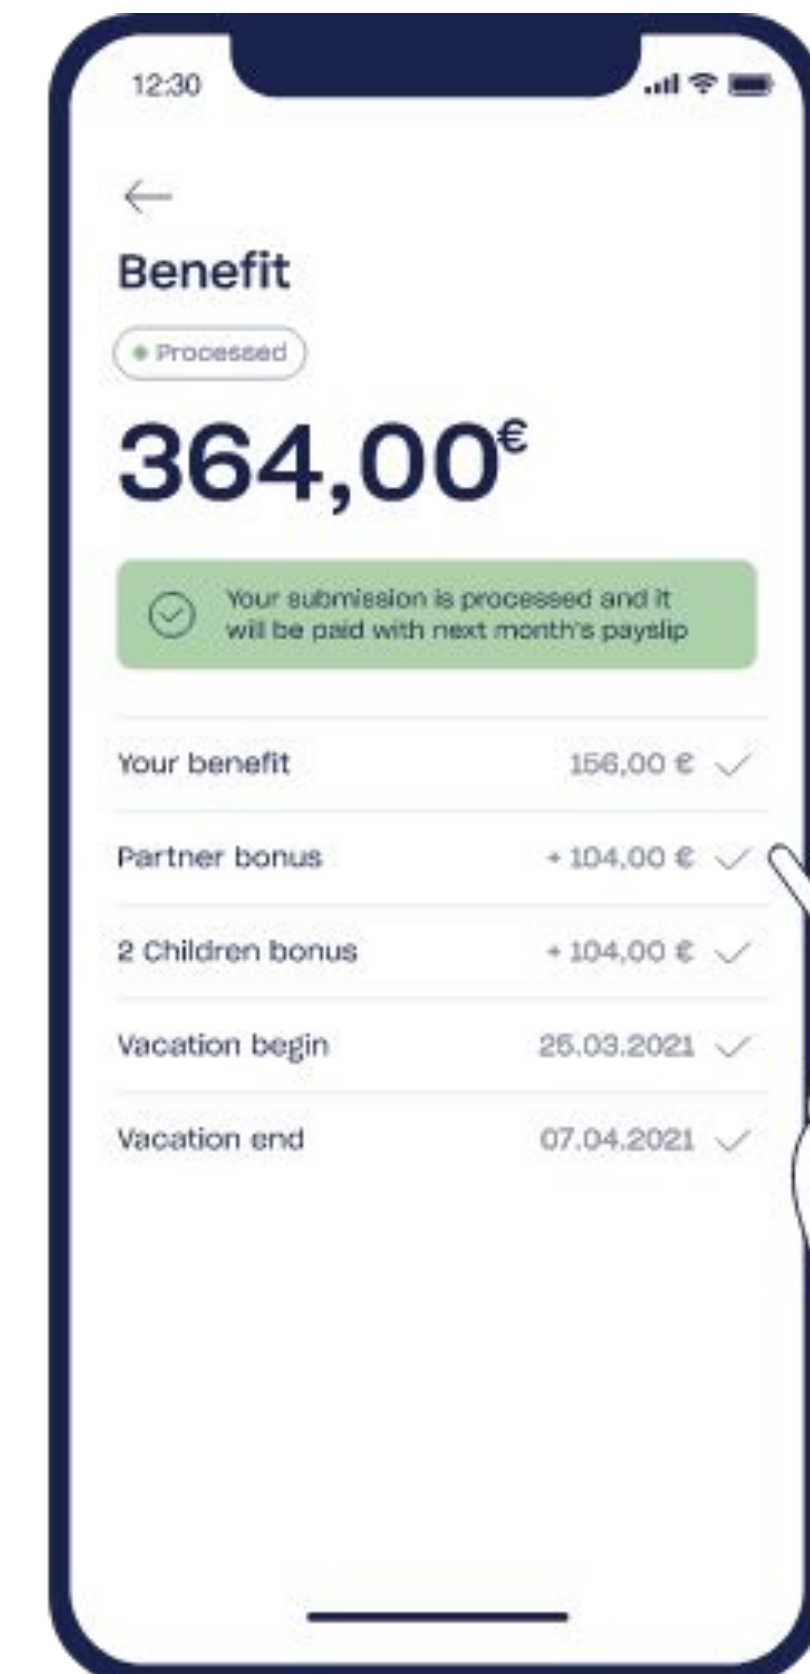 12:30
Benefit
Processed
364,00€
Your submission is processed and it
will be paid with next month's payslip
Your benefit 156,00 €
Partner bonus + 104,00 €
2 Children bonus + 104,00 €
Vacation begin 25.03.2021
Vacation end 07.04.2021